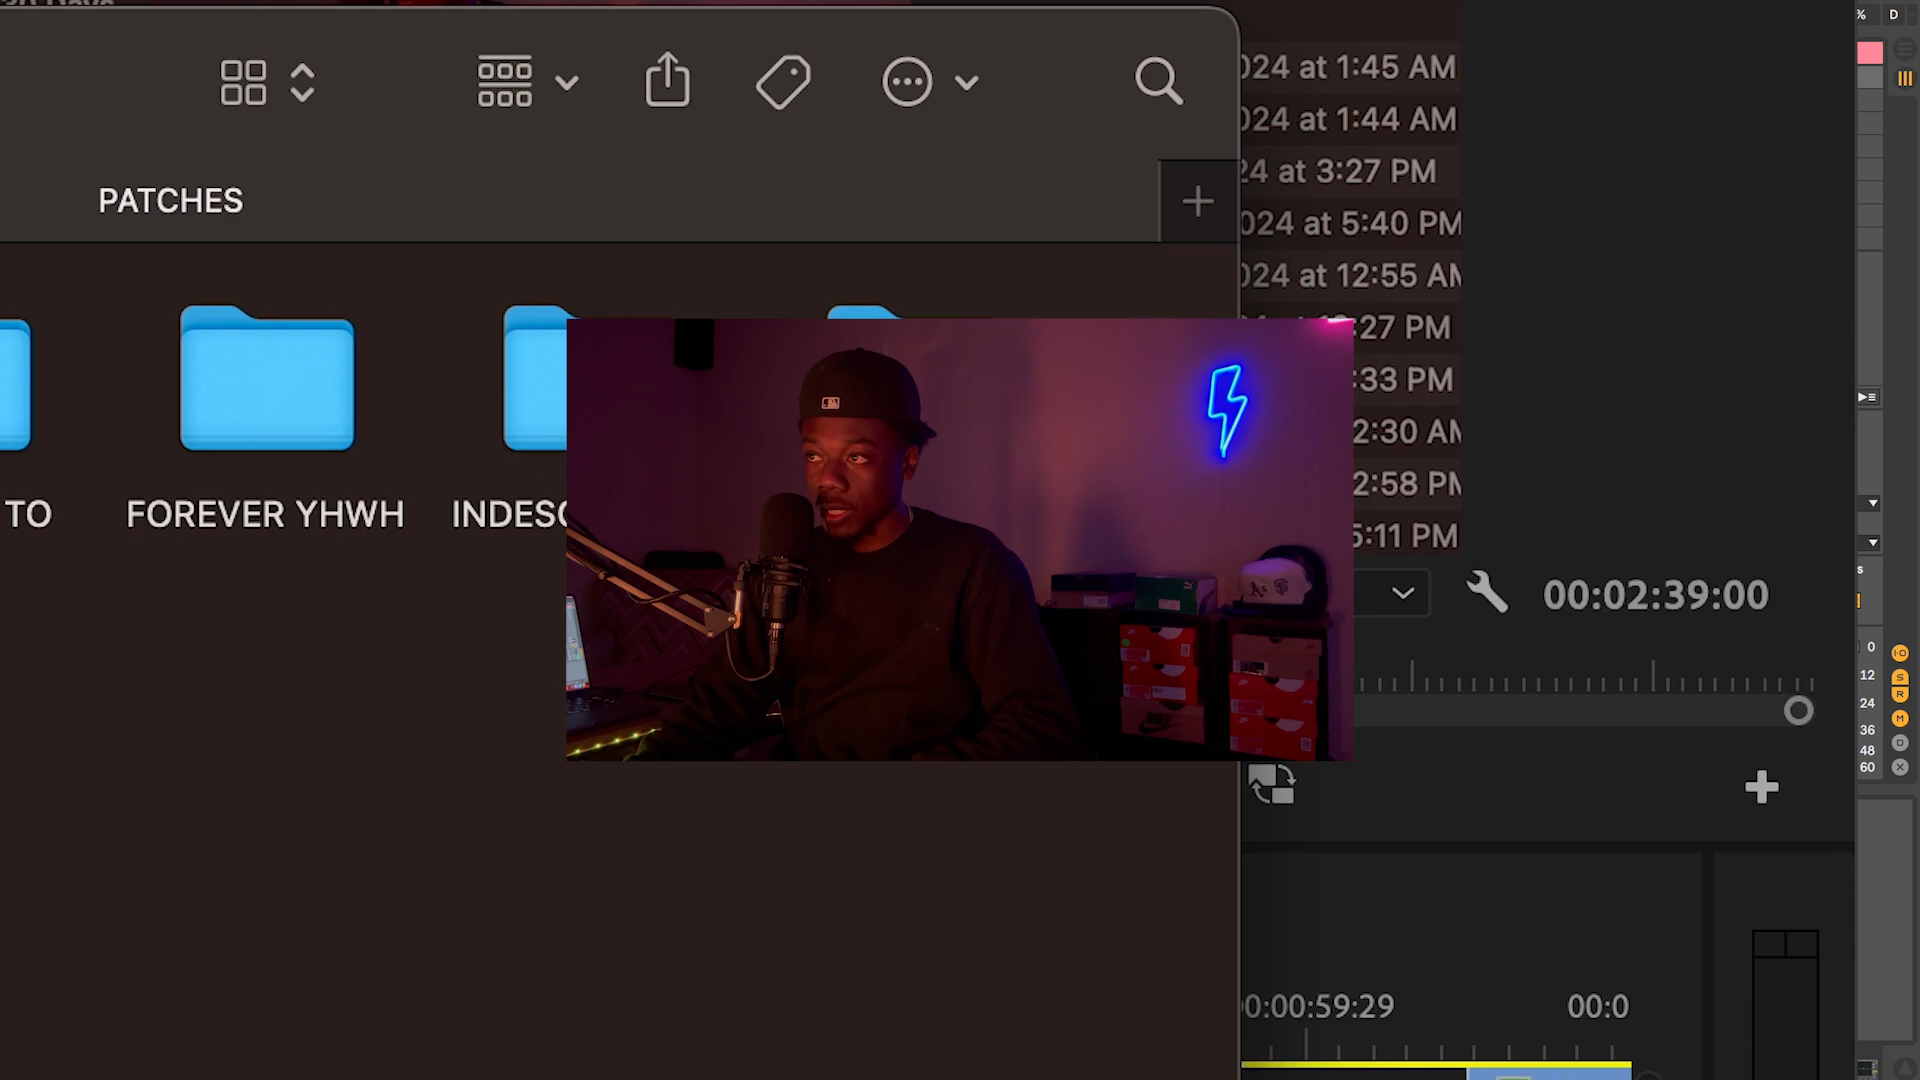 30 Days
PATCHES
TO
FOREVER YHWH
INDESC
024 at 1:45 AM
024 at 1:44 AM
24 at 3:27 PM
024 at 5:40 PM
024 at 12:55 AM
:27 PM
:33 PM
2:30 AM
2:58 PM
5:11 PM
00:02:39:00
0:00:59:29
00:0
% D
s
0
12
24
36
48
60
I·O
S
R
M
D
A's
SF